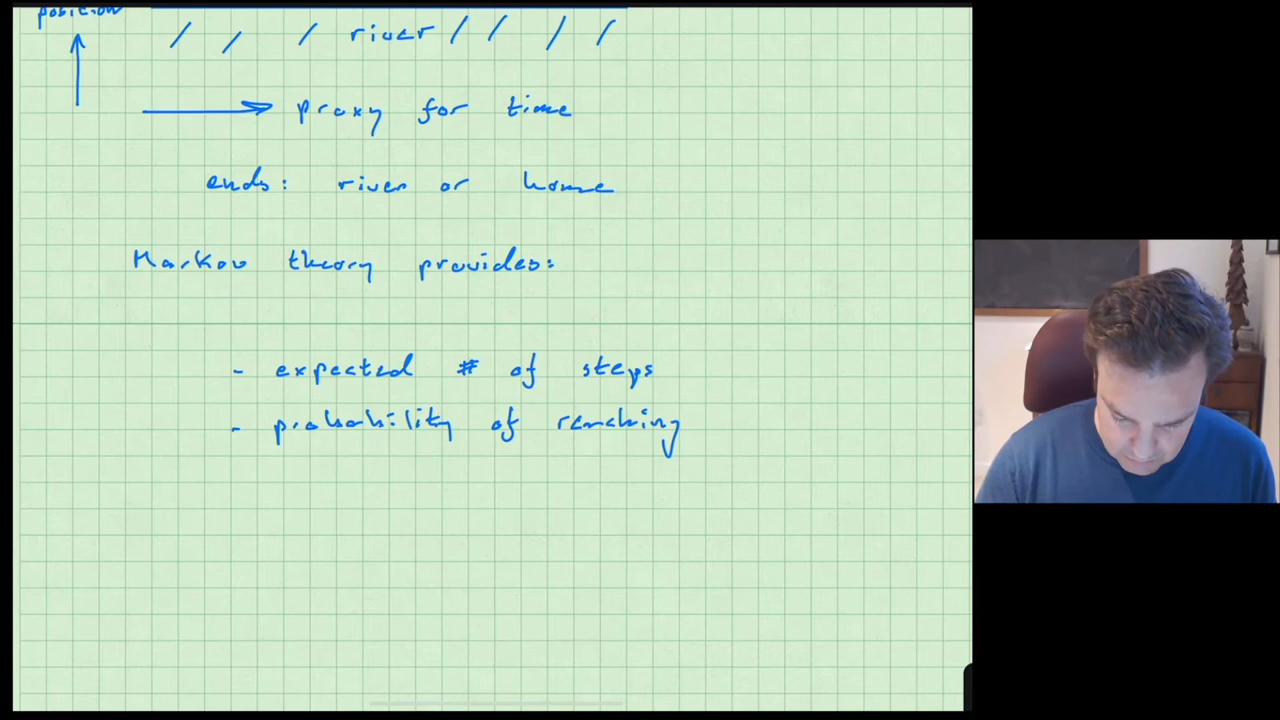 position
/ / / river / / / /
proxy for time
ends: river or home
Markov theory provides:
- expected # of steps
- probability of reaching